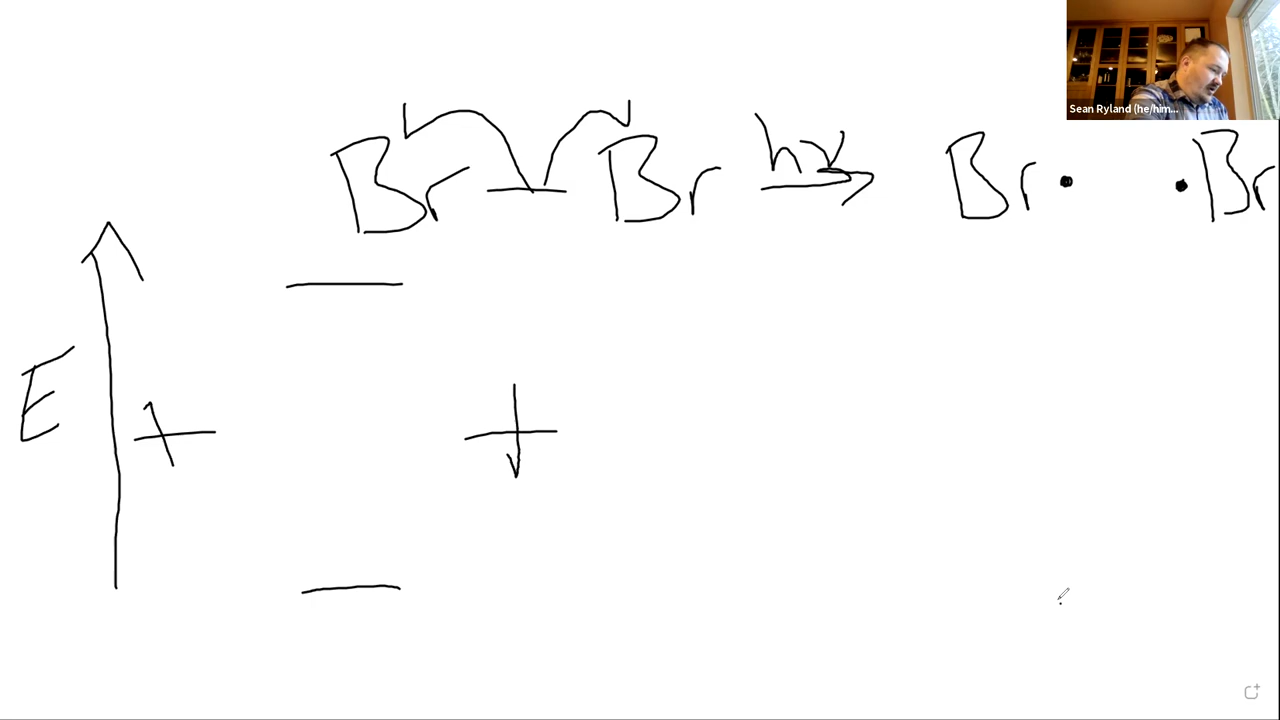 Sean Ryland (he/him...
Br — Br hν → Br• •Br
E